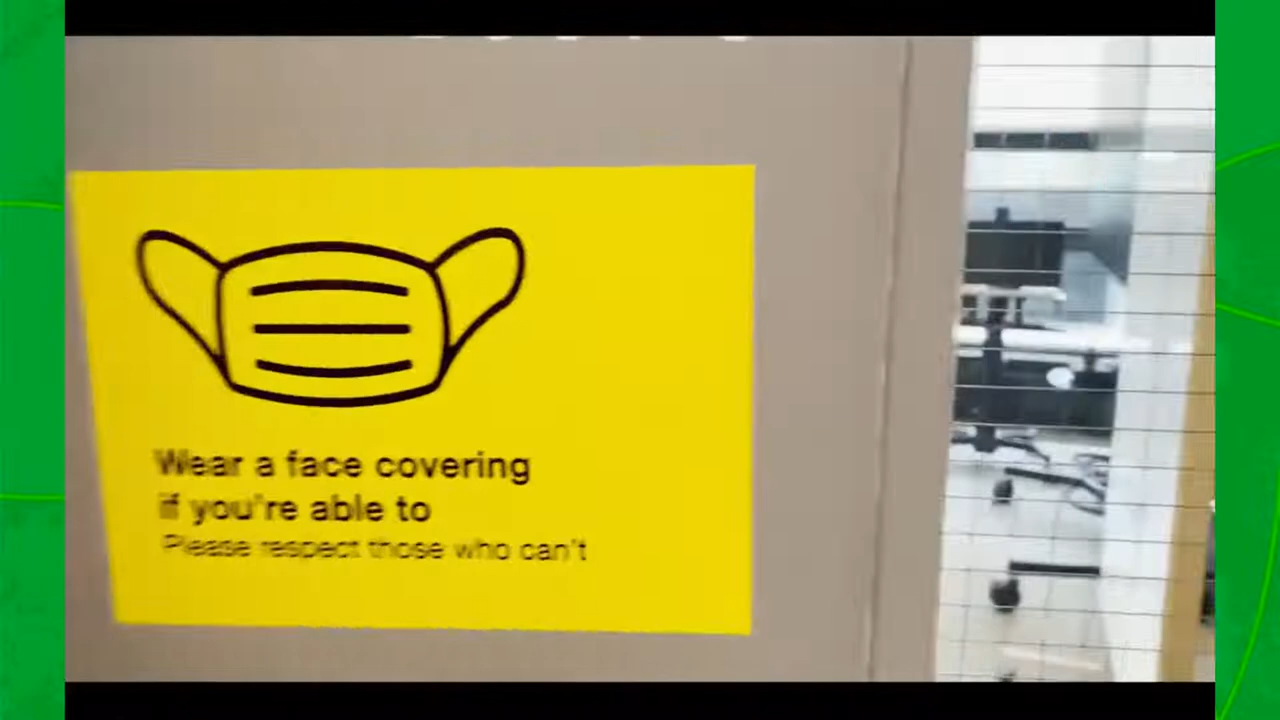 Wear a face covering
if you're able to
Please respect those who can't